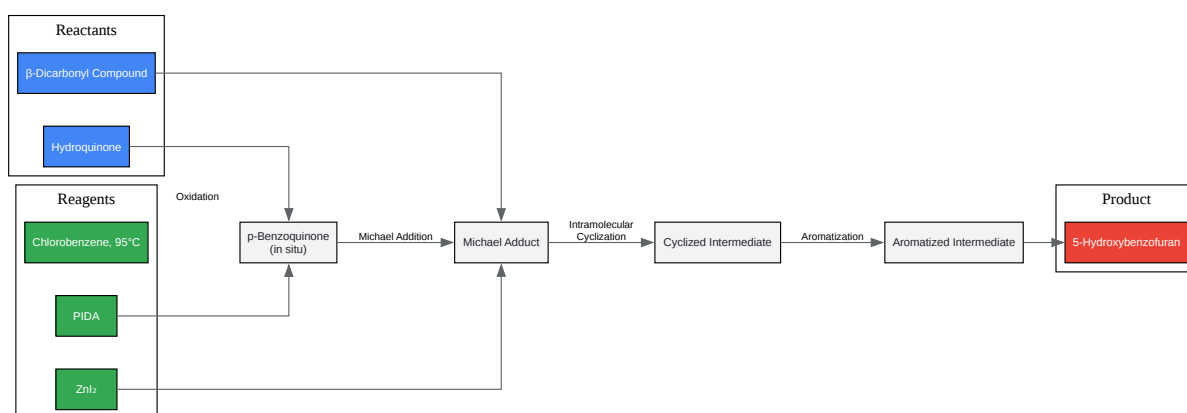 Reactants
β-Dicarbonyl Compound
Hydroquinone
Reagents
Oxidation
Chlorobenzene, 95°C
PIDA
ZnI₂
p-Benzoquinone
(in situ)
Michael Addition
Michael Adduct
Intramolecular
Cyclization
Cyclized Intermediate
Aromatization
Aromatized Intermediate
Product
5-Hydroxybenzofuran